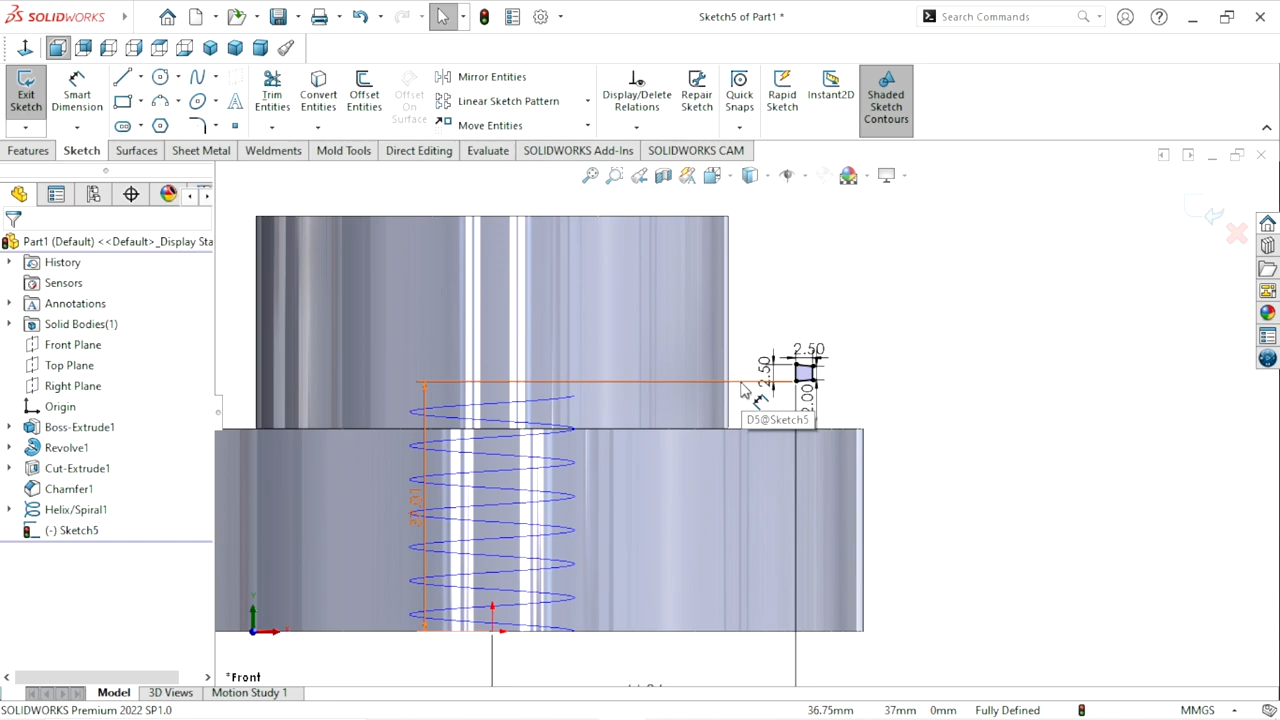 SOLIDWORKS
Sketch5 of Part1 *
Search Commands
Exit Sketch
Smart Dimension
Trim Entities
Convert Entities
Offset Entities
Offset On Surface
Mirror Entities
Linear Sketch Pattern
Move Entities
Display/Delete Relations
Repair Sketch
Quick Snaps
Rapid Sketch
Instant2D
Shaded Sketch Contours
Features
Sketch
Surfaces
Sheet Metal
Weldments
Mold Tools
Direct Editing
Evaluate
SOLIDWORKS Add-Ins
SOLIDWORKS CAM
Part1 (Default) <<Default>_Display Sta
History
Sensors
Annotations
Solid Bodies(1)
Front Plane
Top Plane
Right Plane
Origin
Boss-Extrude1
Revolve1
Cut-Extrude1
Chamfer1
Helix/Spiral1
(-) Sketch5
2.50
2.50
2.00
D5@Sketch5
*Front
Model
3D Views
Motion Study 1
SOLIDWORKS Premium 2022 SP1.0
36.75mm
37mm
0mm
Fully Defined
MMGS